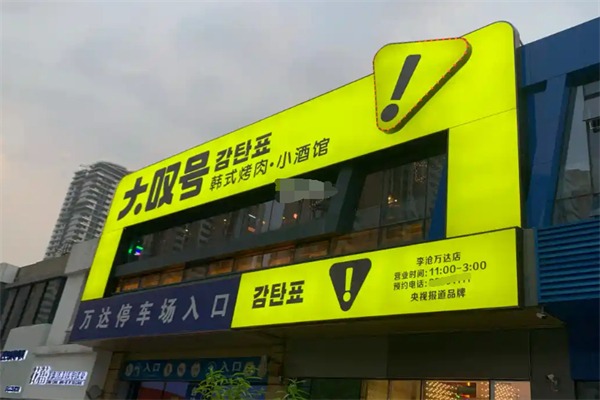 大叹号
감탄표
韩式烤肉·小酒馆
감탄표
李沧万达店
营业时间:11:00-3:00
预约电话:
央视报道品牌
万达停车场入口
入口